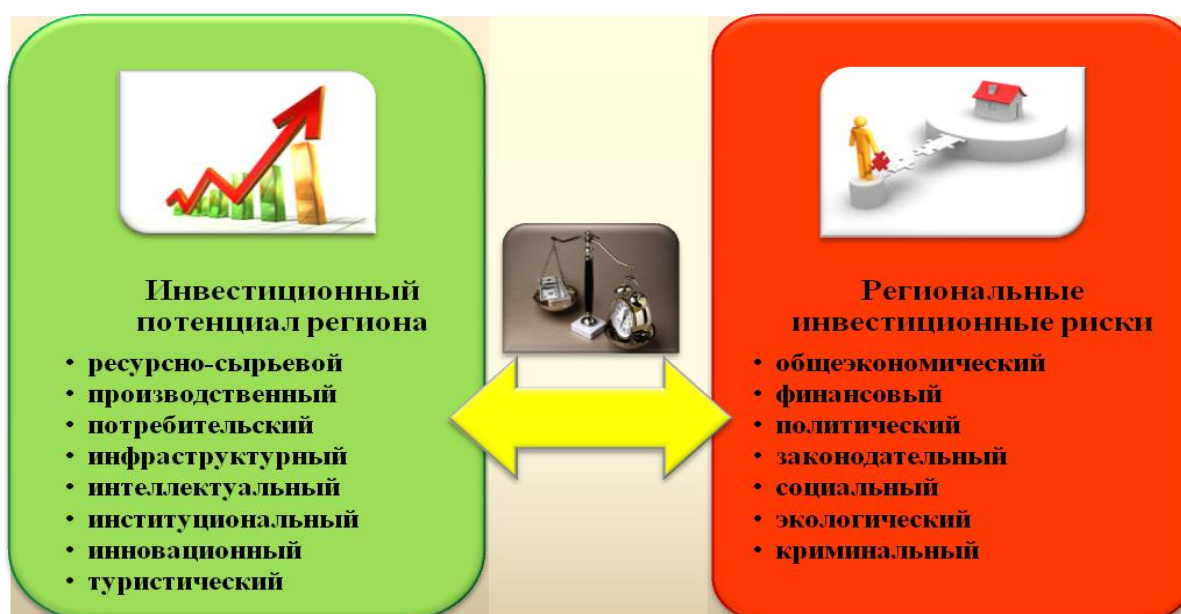 Инвестиционный
потенциал региона
• ресурсно-сырьевой
• производственный
• потребительский
• инфраструктурный
• интеллектуальный
• институциональный
• инновационный
• туристический
Региональные
инвестиционные риски
• общеэкономический
• финансовый
• политический
• законодательный
• социальный
• экологический
• криминальный